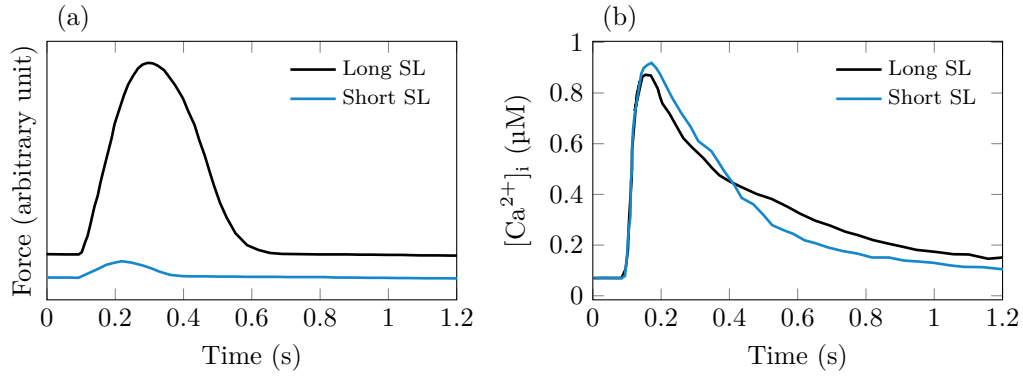 (a)
Force (arbitrary unit)
Long SL
Short SL
0 0.2 0.4 0.6 0.8 1 1.2
Time (s)
(b)
[Ca²⁺]ᵢ (µM)
1
0.8
0.6
0.4
0.2
0
Long SL
Short SL
0 0.2 0.4 0.6 0.8 1 1.2
Time (s)